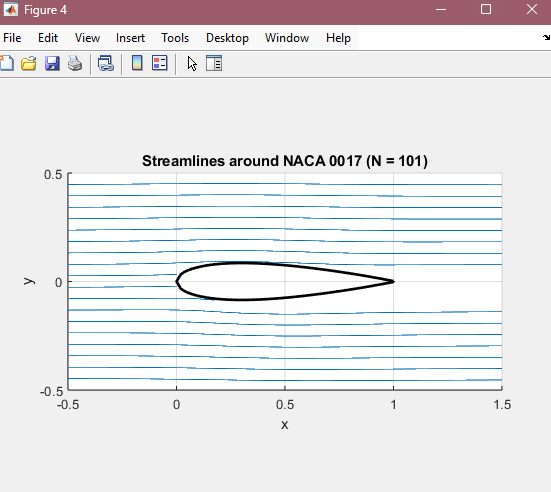 Figure 4
File Edit View Insert Tools Desktop Window Help
Streamlines around NACA 0017 (N = 101)
0.5
y
0
-0.5
-0.5 0 0.5 1 1.5
x